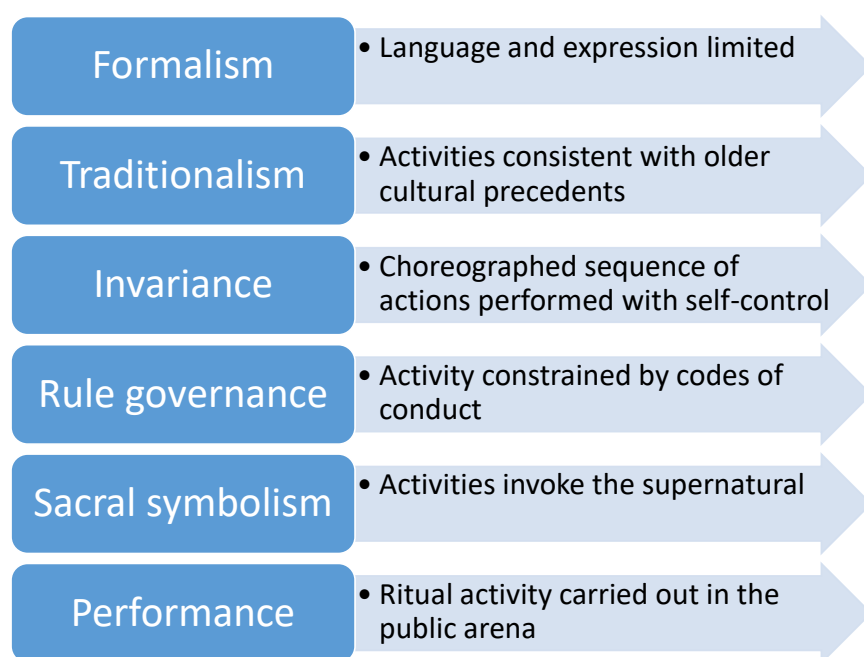 Formalism
• Language and expression limited
Traditionalism
• Activities consistent with older
cultural precedents
Invariance
• Choreographed sequence of
actions performed with self-control
Rule governance
• Activity constrained by codes of
conduct
Sacral symbolism
• Activities invoke the supernatural
Performance
• Ritual activity carried out in the
public arena